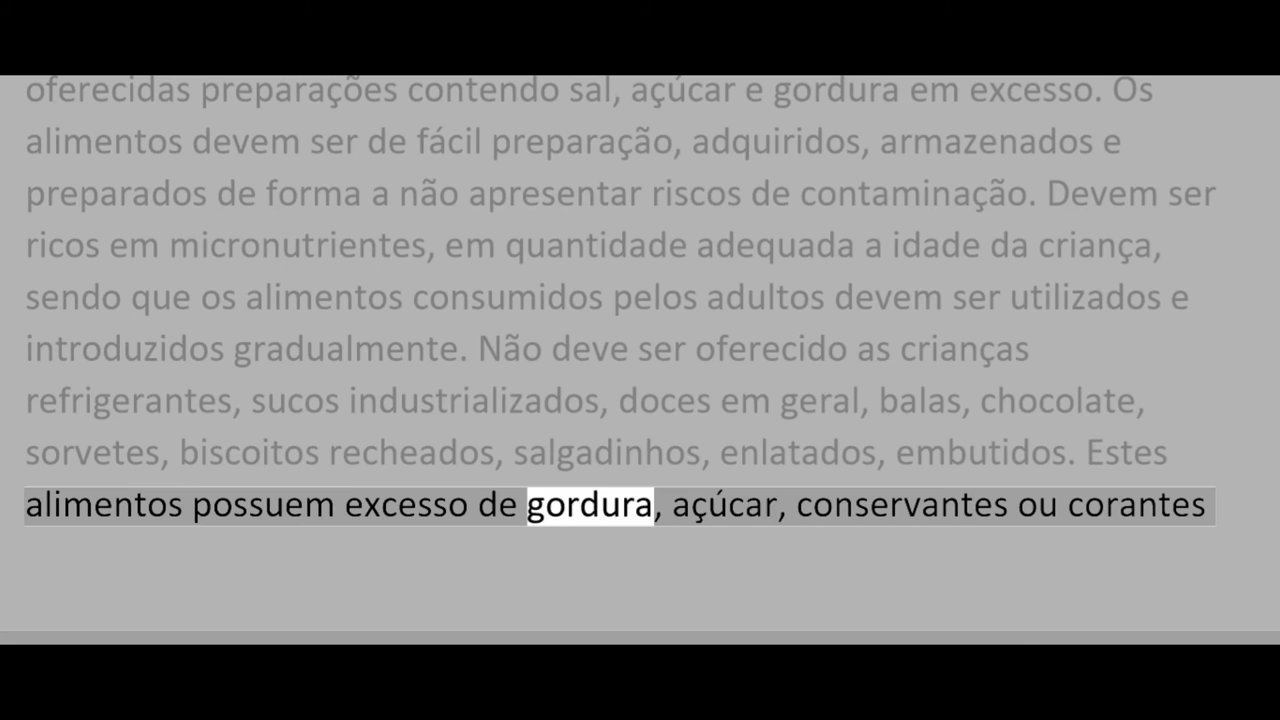 oferecidas preparações contendo sal, açúcar e gordura em excesso. Os
alimentos devem ser de fácil preparação, adquiridos, armazenados e
preparados de forma a não apresentar riscos de contaminação. Devem ser
ricos em micronutrientes, em quantidade adequada a idade da criança,
sendo que os alimentos consumidos pelos adultos devem ser utilizados e
introduzidos gradualmente. Não deve ser oferecido as crianças
refrigerantes, sucos industrializados, doces em geral, balas, chocolate,
sorvetes, biscoitos recheados, salgadinhos, enlatados, embutidos. Estes
alimentos possuem excesso de gordura, açúcar, conservantes ou corantes